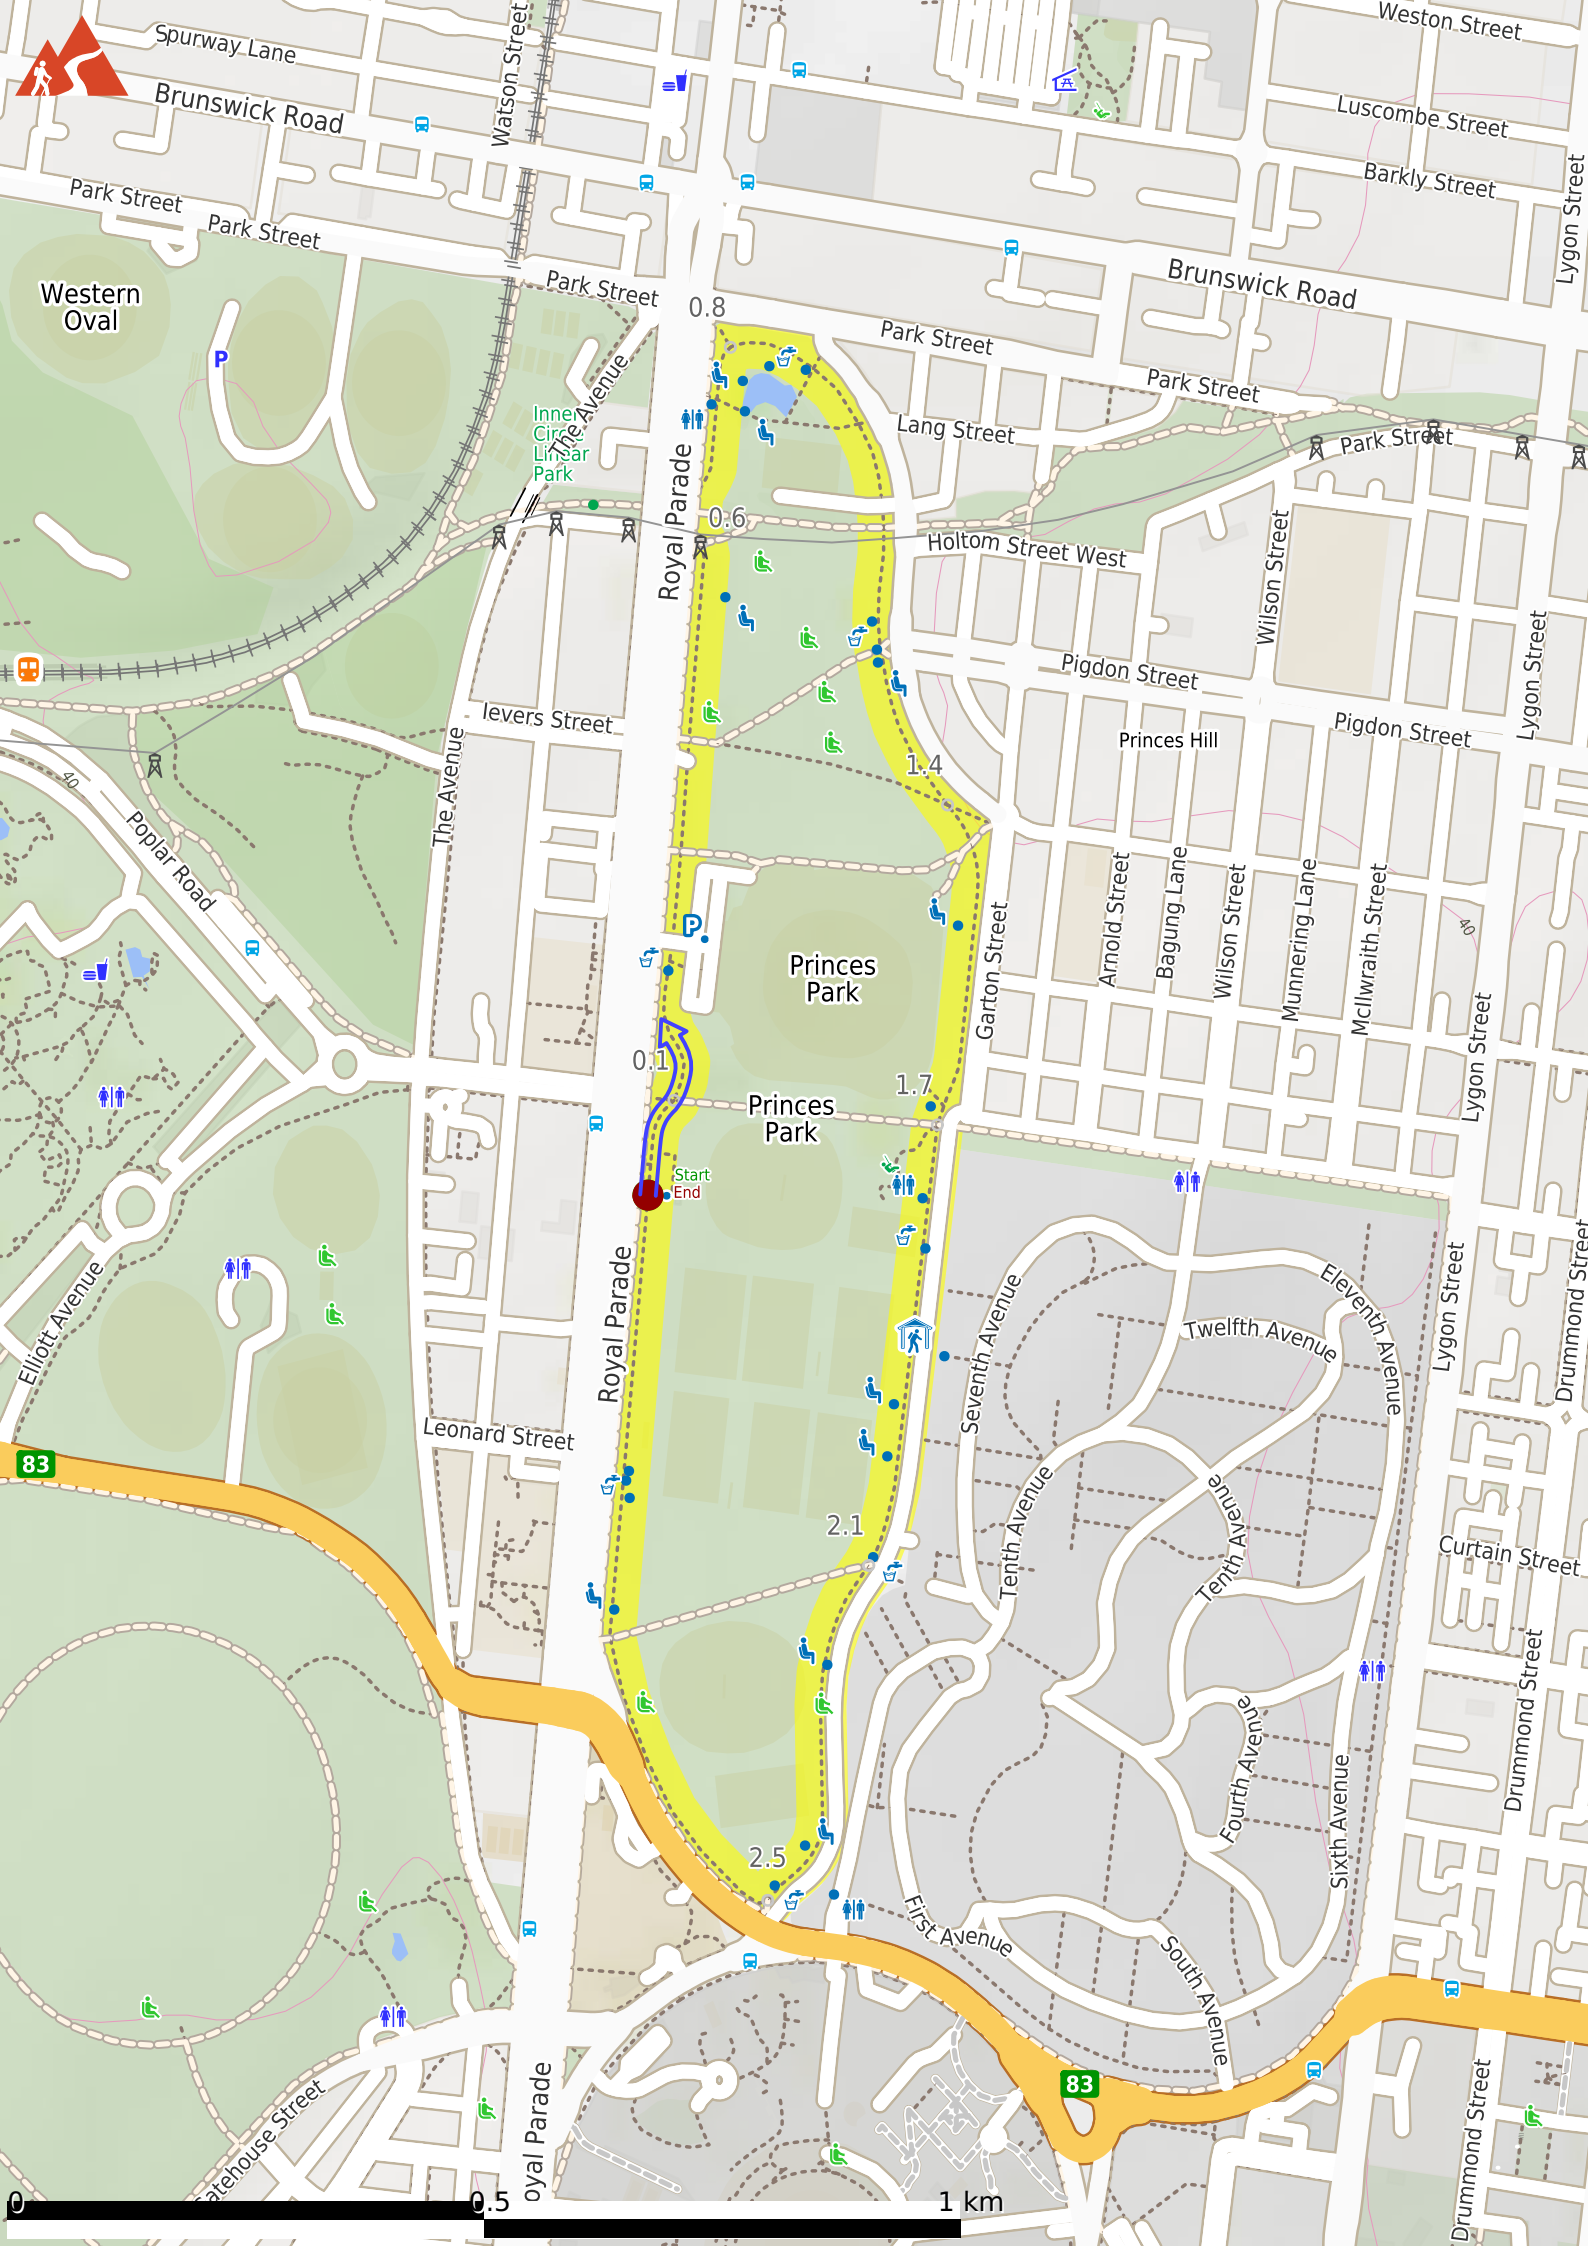 Weston Street
Spurway Lane
Watson Street
Brunswick Road
Luscombe Street
Barkly Street
Lygon Street
Park Street
Park Street
Western
Oval
Park Street
Brunswick Road
0.8
Park Street
P
The Avenue
Park Street
Inner
Circle
Linear
Park
Lang Street
Park Street
Royal Parade
0.6
Holtom Street West
Wilson Street
Lygon Street
Pigdon Street
Ievers Street
Pigdon Street
Princes Hill
The Avenue
1.4
40
Poplar Road
Arnold Street
Bagung Lane
Wilson Street
Munnering Lane
McIlwraith Street
40
P
Garton Street
Princes
Park
Lygon Street
0.1
1.7
Princes
Park
Start
End
Royal Parade
Elliott Avenue
Seventh Avenue
Eleventh Avenue
Twelfth Avenue
Lygon Street
Drummond Street
Leonard Street
83
Tenth Avenue
Tenth Avenue
2.1
Curtain Street
Drummond Street
Fourth Avenue
Sixth Avenue
2.5
First Avenue
South Avenue
83
Gatehouse Street
oyal Parade
Drummond Street
0
0.5
1 km